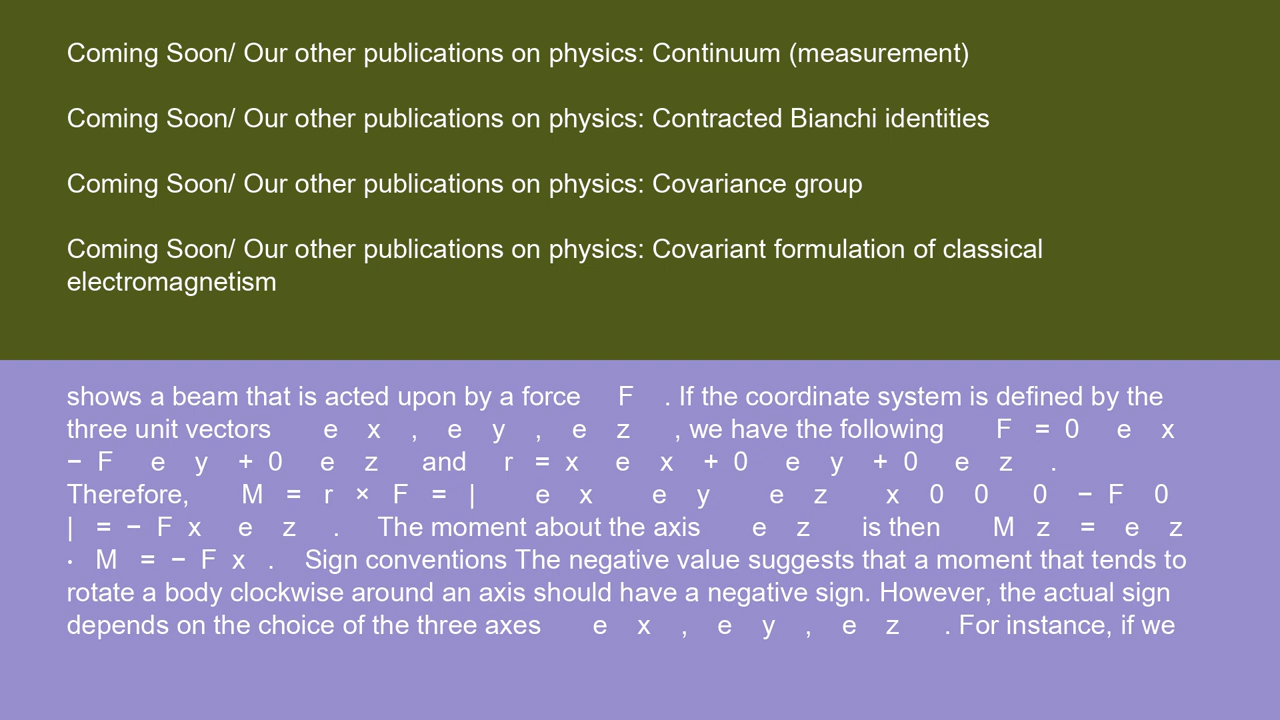 Coming Soon/ Our other publications on physics: Continuum (measurement)
Coming Soon/ Our other publications on physics: Contracted Bianchi identities
Coming Soon/ Our other publications on physics: Covariance group
Coming Soon/ Our other publications on physics: Covariant formulation of classical
electromagnetism
shows a beam that is acted upon by a force F . If the coordinate system is defined by the
three unit vectors e x , e y , e z , we have the following F = 0 e x
− F e y + 0 e z and r = x e x + 0 e y + 0 e z .
Therefore, M = r × F = | e x e y e z x 0 0 0 − F 0
| = − F x e z . The moment about the axis e z is then M z = e z
⋅ M = − F x . Sign conventions The negative value suggests that a moment that tends to
rotate a body clockwise around an axis should have a negative sign. However, the actual sign
depends on the choice of the three axes e x , e y , e z . For instance, if we